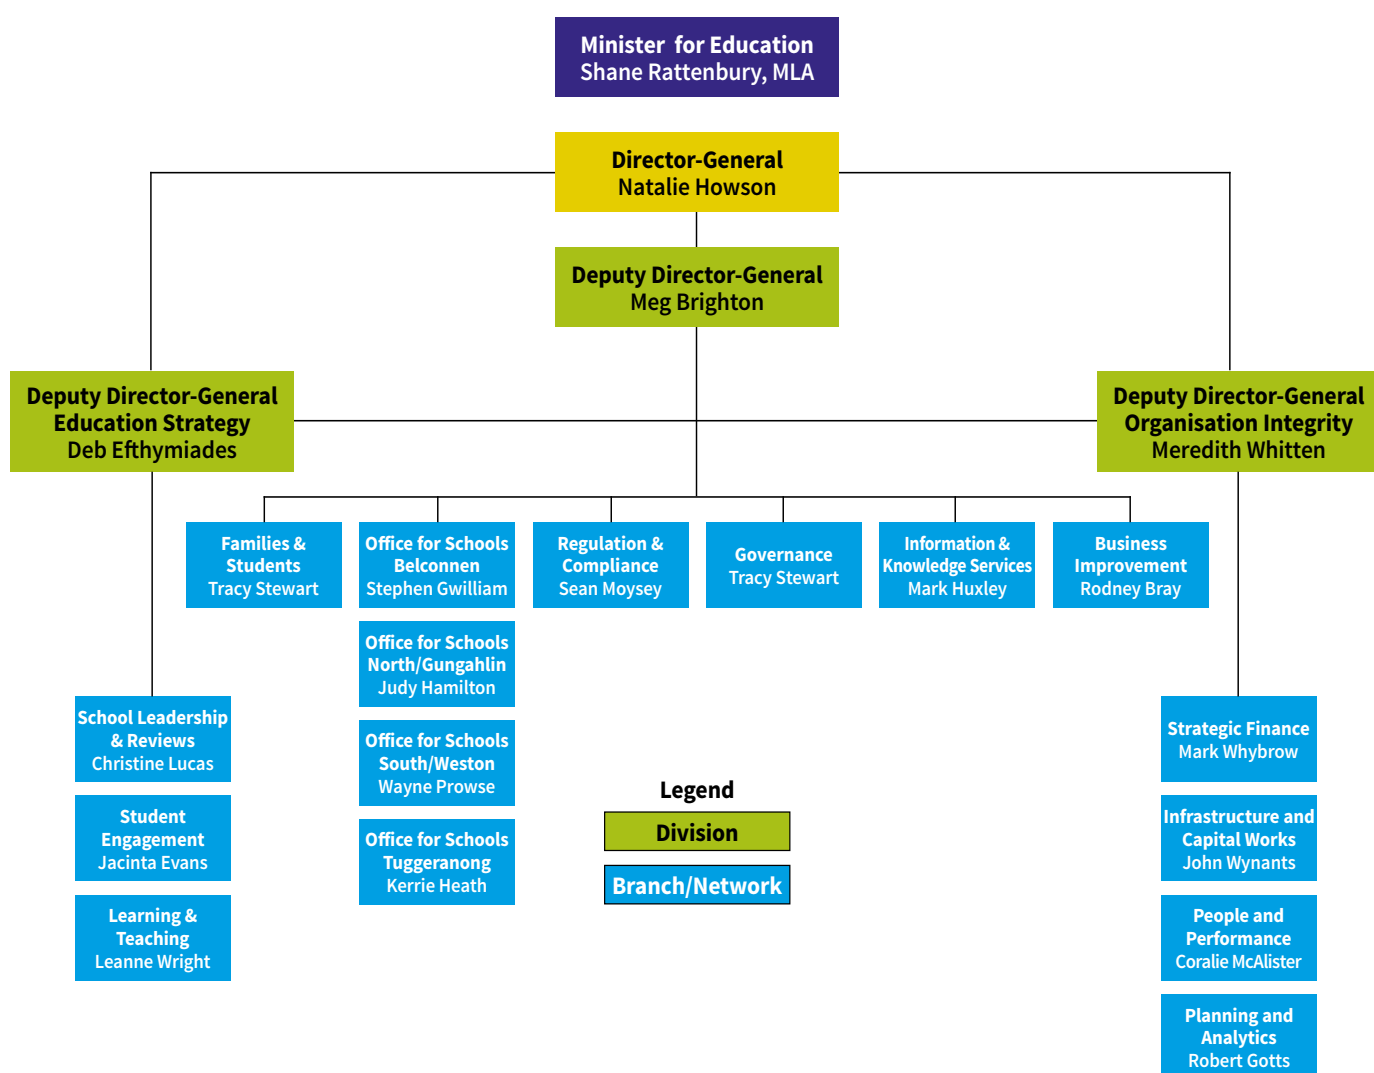 Minister for Education
Shane Rattenbury, MLA
Director-General
Natalie Howson
Deputy Director-General
Meg Brighton
Deputy Director-General
Education Strategy
Deb Efthymiades
Deputy Director-General
Organisation Integrity
Meredith Whitten
Families &
Students
Tracy Stewart
Office for Schools
Belconnen
Stephen Gwilliam
Regulation &
Compliance
Sean Moysey
Governance
Tracy Stewart
Information &
Knowledge Services
Mark Huxley
Business
Improvement
Rodney Bray
Office for Schools
North/Gungahlin
Judy Hamilton
Office for Schools
South/Weston
Wayne Prowse
Office for Schools
Tuggeranong
Kerrie Heath
School Leadership
& Reviews
Christine Lucas
Student
Engagement
Jacinta Evans
Learning &
Teaching
Leanne Wright
Legend
Division
Branch/Network
Strategic Finance
Mark Whybrow
Infrastructure and
Capital Works
John Wynants
People and
Performance
Coralie McAlister
Planning and
Analytics
Robert Gotts